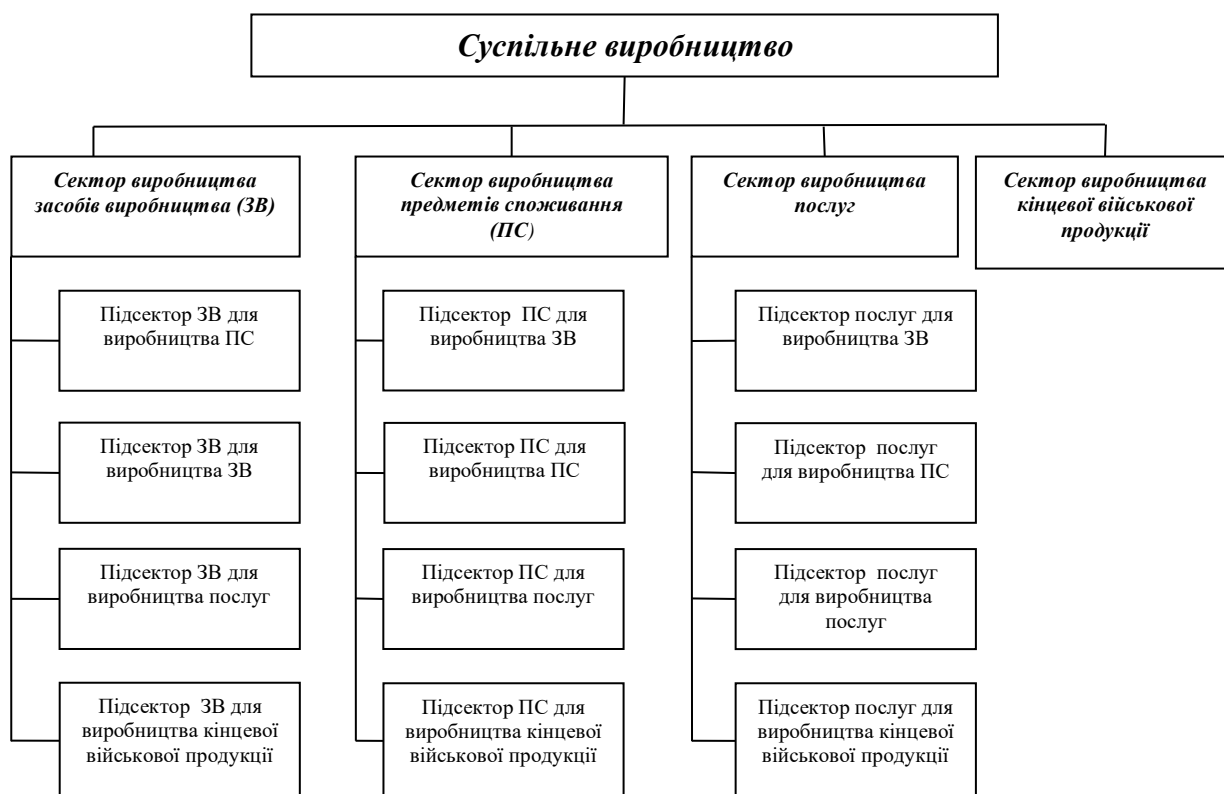 Суспільне виробництво
Сектор виробництва
засобів виробництва (ЗВ)
Сектор виробництва
предметів споживання
(ПС)
Сектор виробництва
послуг
Сектор виробництва
кінцевої військової
продукції
Підсектор ЗВ для
виробництва ПС
Підсектор ПС для
виробництва ЗВ
Підсектор послуг для
виробництва ЗВ
Підсектор ЗВ для
виробництва ЗВ
Підсектор ПС для
виробництва ПС
Підсектор послуг
для виробництва ПС
Підсектор ЗВ для
виробництва послуг
Підсектор ПС для
виробництва послуг
Підсектор послуг
для виробництва
послуг
Підсектор ЗВ для
виробництва кінцевої
військової продукції
Підсектор ПС для
виробництва кінцевої
військової продукції
Підсектор послуг для
виробництва кінцевої
військової продукції